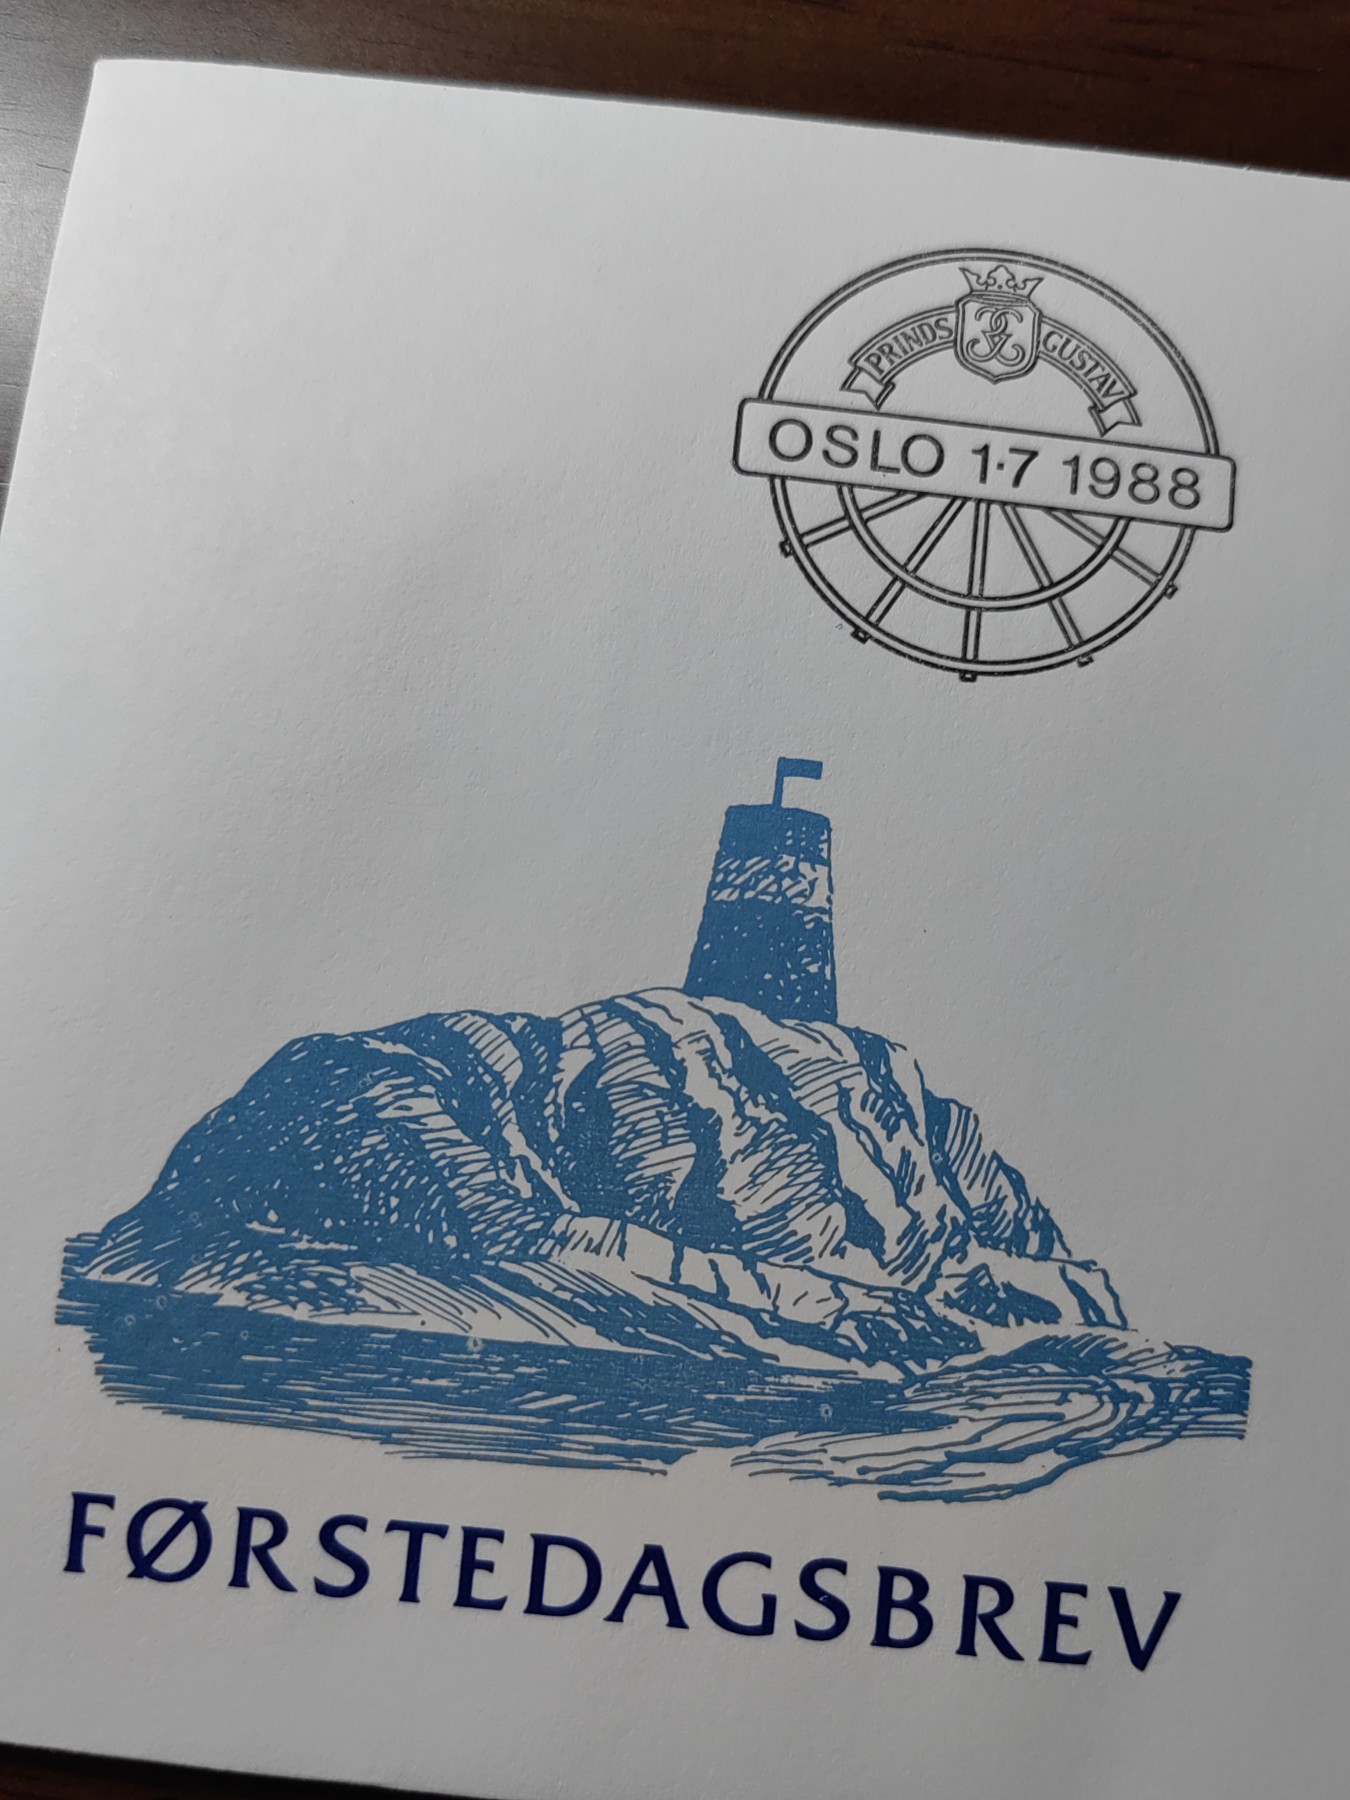 PRINDS GUSTAV
OSLO 1·7 1988
FØRSTEDAGSBREV